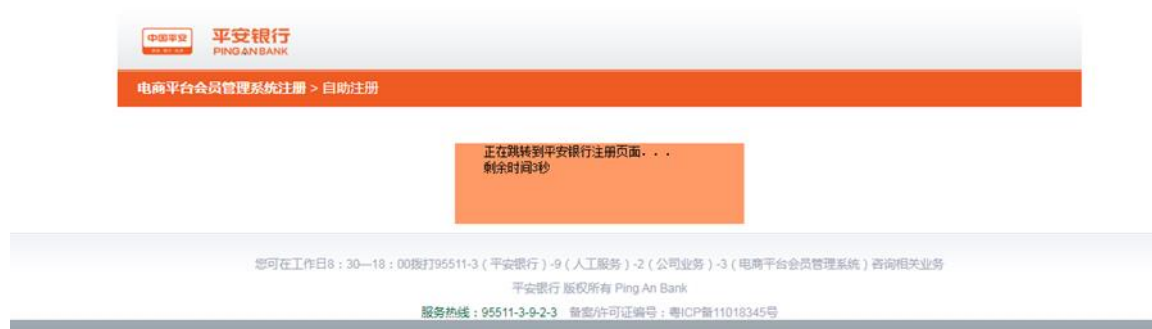 中国平安
平安银行
PING AN BANK
电商平台会员管理系统注册 > 自助注册
正在跳转到平安银行注册页面...
剩余时间3秒
您可在工作日8：30—18：00拨打95511-3（平安银行）-9（人工服务）-2（公司业务）-3（电商平台会员管理系统）咨询相关业务
平安银行 版权所有 Ping An Bank
服务热线：95511-3-9-2-3 备案/许可证编号：粤ICP备11018345号